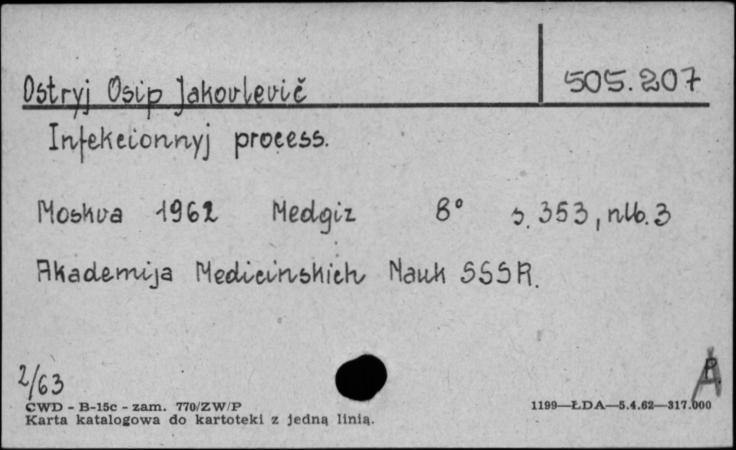 505.207
Ostryj Osip Jakovlevič
Infekcionnyj process.
Moskva 1962 Medgiz 8° s. 353, nlb. 3
Akademija Medicinskich Nauk SSSR.
2/63
CWD - B-15c - zam. 770/ZW/P
Karta katalogowa do kartoteki z jedną linią.
1199—ŁDA—5.4.62—317.000